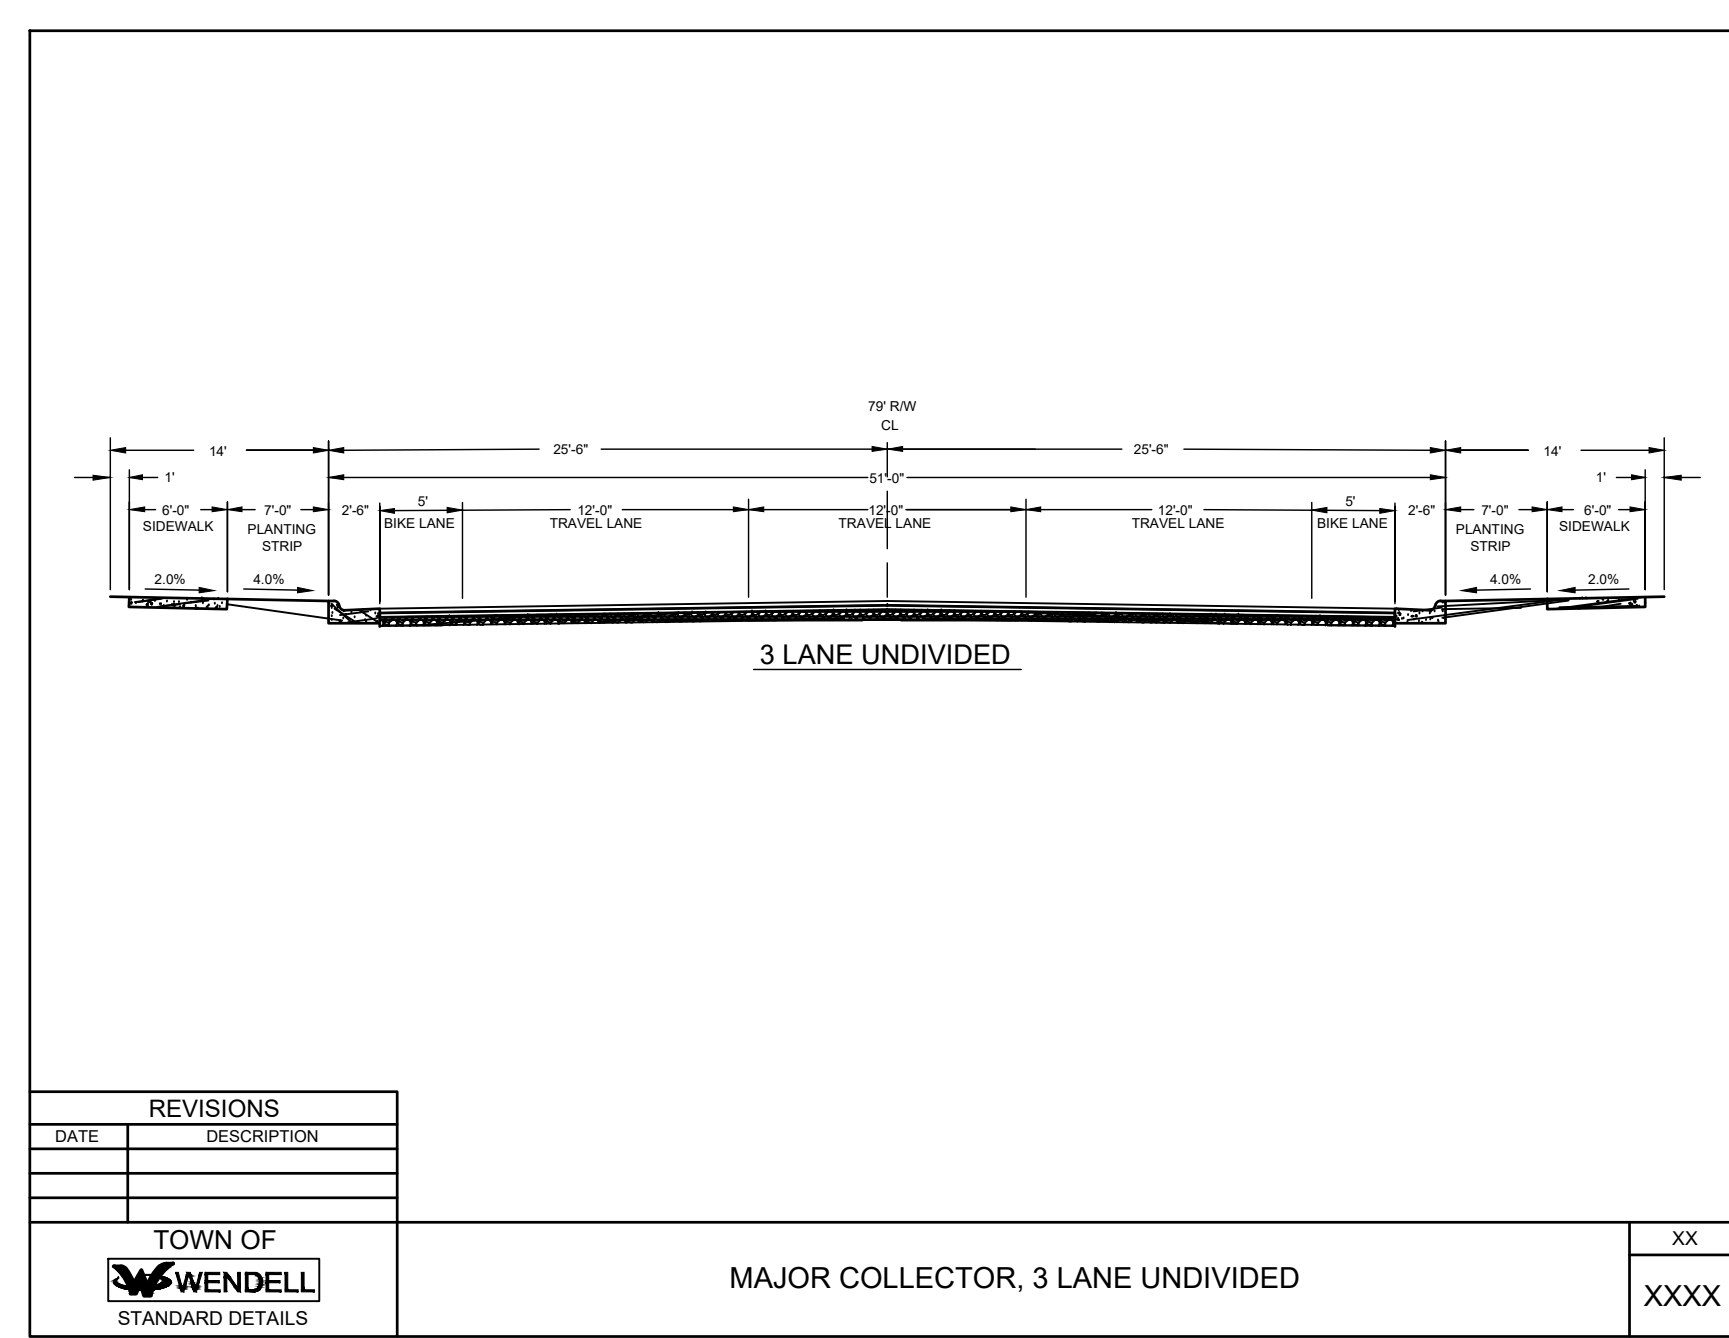 79' R/W
CL
14' 25'-6" 25'-6" 14'
1' 51'-0" 1'
6'-0" 7'-0" 2'-6" 5' 12'-0" 12'-0" 12'-0" 5' 2'-6" 7'-0" 6'-0"
SIDEWALK PLANTING BIKE LANE TRAVEL LANE TRAVEL LANE TRAVEL LANE BIKE LANE PLANTING SIDEWALK
STRIP STRIP
2.0% 4.0% 4.0% 2.0%
3 LANE UNDIVIDED
REVISIONS
DATE DESCRIPTION
TOWN OF
WENDELL
STANDARD DETAILS
MAJOR COLLECTOR, 3 LANE UNDIVIDED
XX
XXXX